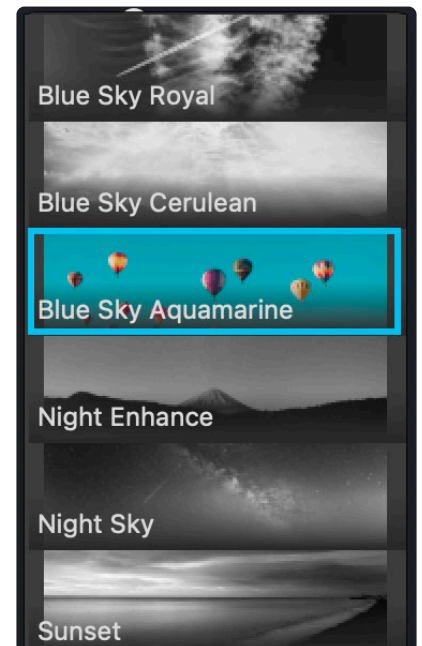 Blue Sky Royal
Blue Sky Cerulean
Blue Sky Aquamarine
Night Enhance
Night Sky
Sunset